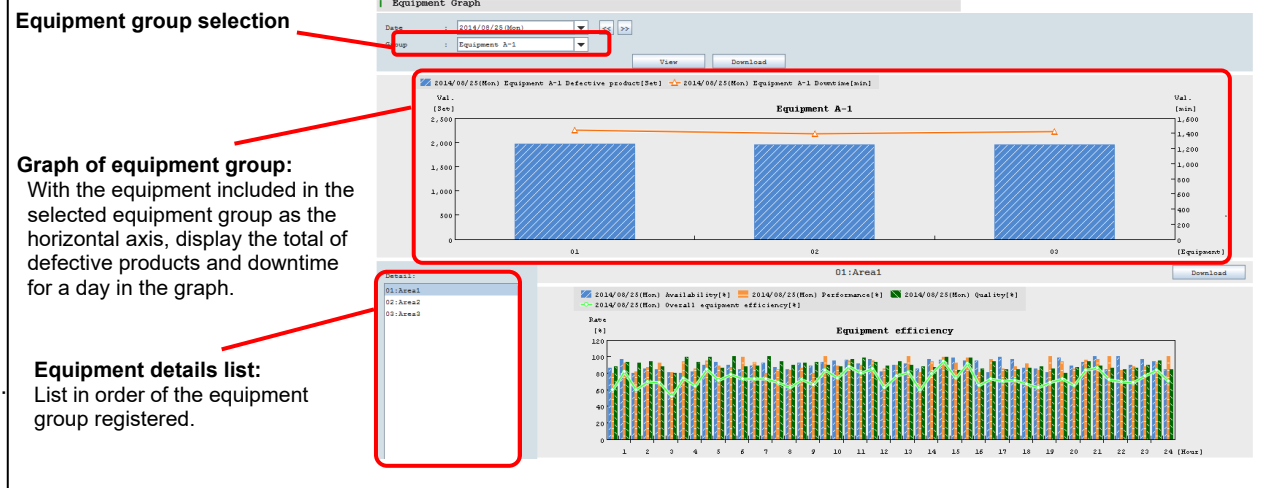 Equipment Graph
Equipment group selection
Date : 2014/08/25(Mon) << >>
Group : Equipment A-1
View Download
2014/08/25(Mon) Equipment A-1 Defective product[Set] 2014/08/25(Mon) Equipment A-1 Downtime[min]
Val. Val.
[Set] Equipment A-1 [min]
2,500 1,600
1,400
2,000 1,200
1,500 1,000
800
1,000 600
400
500 200
0 0
01 02 03 [Equipment]
Graph of equipment group:
With the equipment included in the
selected equipment group as the
horizontal axis, display the total of
defective products and downtime
for a day in the graph.
Detail: 01:Area1 Download
01:Area1
02:Area2
03:Area3
2014/08/25(Mon) Availability[%] 2014/08/25(Mon) Performance[%] 2014/08/25(Mon) Quality[%]
2014/08/25(Mon) Overall equipment efficiency[%]
Rate
[%] Equipment efficiency
120
100
80
60
40
20
0
1 2 3 4 5 6 7 8 9 10 11 12 13 14 15 16 17 18 19 20 21 22 23 24 [Hour]
Equipment details list:
List in order of the equipment
group registered.